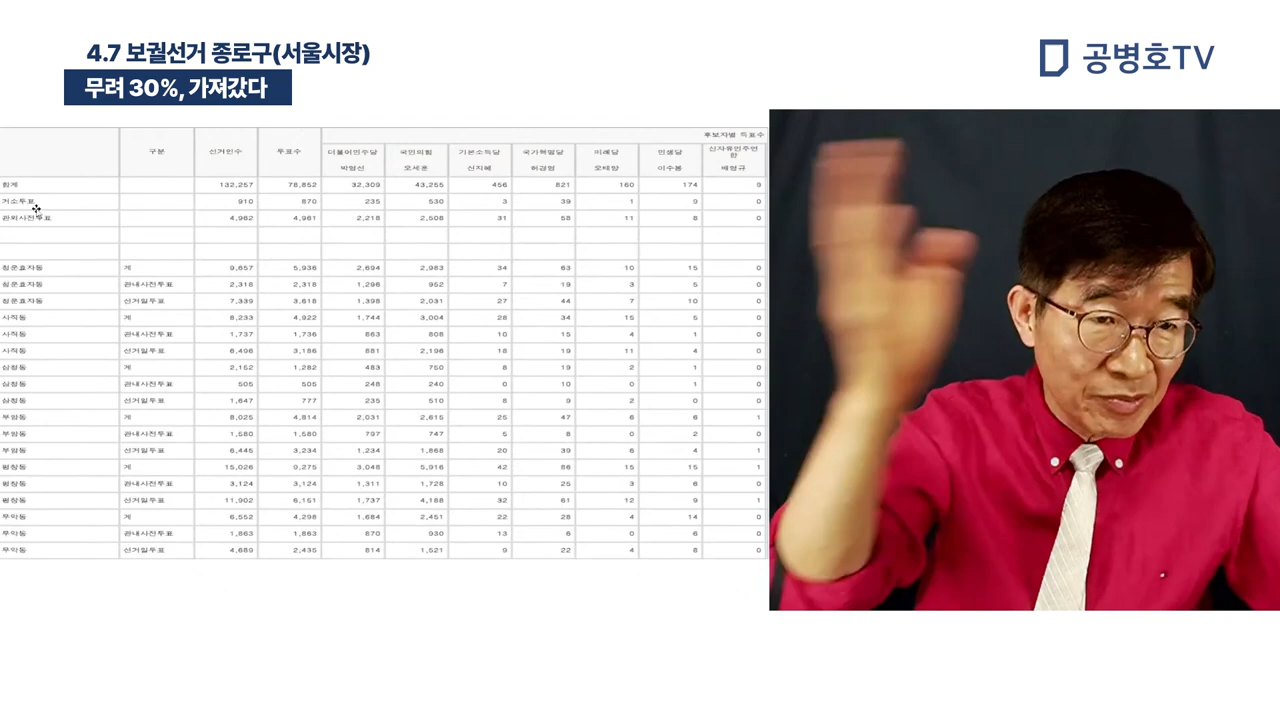 4.7 보궐선거 종로구(서울시장)
무려 30%, 가져갔다
공병호TV
후보자별 득표수
구분 선거인수 투표수 더불어민주당 국민의힘 기본소득당 국가혁명당 미래당 민생당 신자유민주연합
박영선 오세훈 신지혜 허경영 오태양 이수봉 배영규
합계 132,257 78,852 32,309 43,255 456 821 160 174 9
거소투표 910 870 235 530 3 39 1 9 0
관외사전투표 4,982 4,981 2,218 2,508 31 58 11 8 0
청운효자동 계 9,657 5,936 2,694 2,983 34 63 10 15 0
청운효자동 관내사전투표 2,318 2,318 1,296 952 7 19 3 5 0
청운효자동 선거일투표 7,339 3,618 1,398 2,031 27 44 7 10 0
사직동 계 8,233 4,922 1,744 3,004 28 34 15 5 0
사직동 관내사전투표 1,737 1,736 863 808 10 15 4 1 0
사직동 선거일투표 6,496 3,186 881 2,196 18 19 11 4 0
삼청동 계 2,152 1,282 483 750 8 19 2 1 0
삼청동 관내사전투표 505 505 248 240 0 10 0 1 0
삼청동 선거일투표 1,647 777 235 510 8 9 2 0 0
부암동 계 8,025 4,814 2,031 2,615 25 47 6 6 1
부암동 관내사전투표 1,580 1,580 797 747 5 8 0 2 0
부암동 선거일투표 6,445 3,234 1,234 1,868 20 39 6 4 1
평창동 계 15,026 9,275 3,048 5,916 42 86 15 15 1
평창동 관내사전투표 3,124 3,124 1,311 1,728 10 25 3 6 0
평창동 선거일투표 11,902 6,151 1,737 4,188 32 61 12 9 1
무악동 계 6,552 4,298 1,684 2,451 22 28 4 14 0
무악동 관내사전투표 1,863 1,863 870 930 13 6 0 6 0
무악동 선거일투표 4,689 2,435 814 1,521 9 22 4 8 0